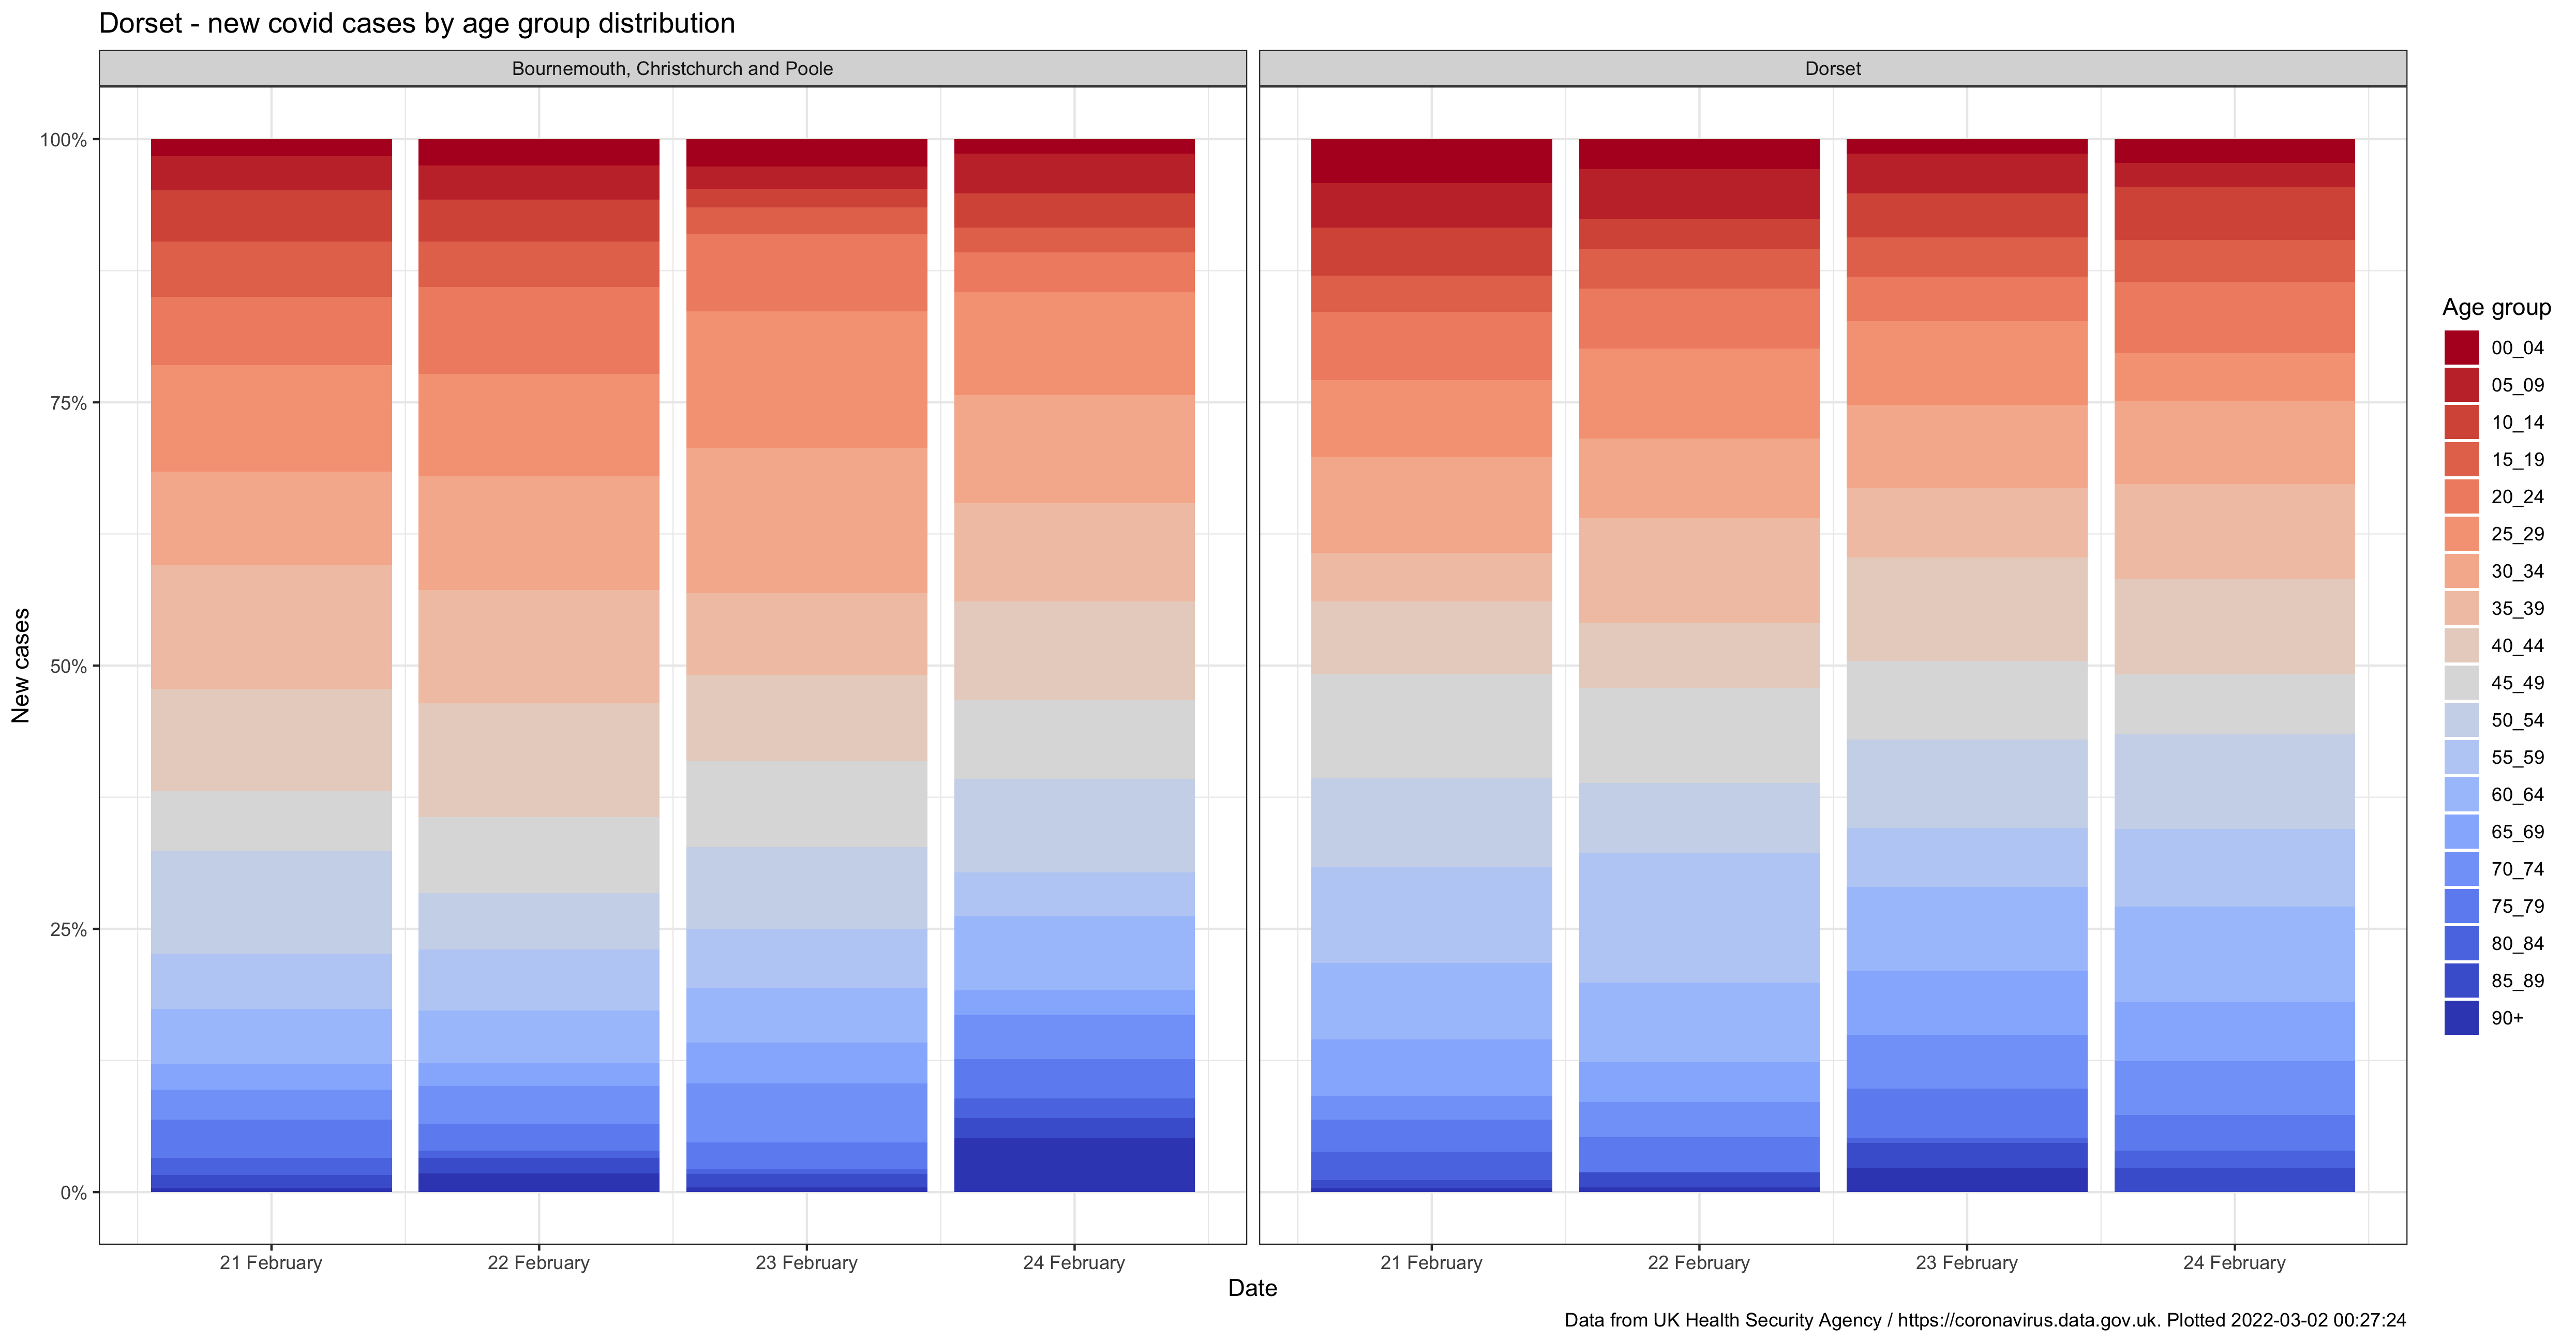 Dorset - new covid cases by age group distribution
Bournemouth, Christchurch and Poole
Dorset
100%
75%
50%
25%
0%
New cases
21 February
22 February
23 February
24 February
21 February
22 February
23 February
24 February
Date
Age group
00_04
05_09
10_14
15_19
20_24
25_29
30_34
35_39
40_44
45_49
50_54
55_59
60_64
65_69
70_74
75_79
80_84
85_89
90+
Data from UK Health Security Agency / https://coronavirus.data.gov.uk. Plotted 2022-03-02 00:27:24